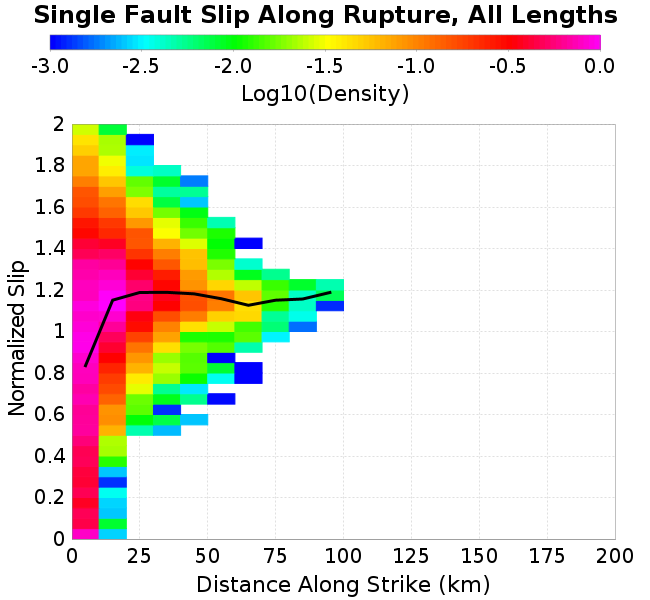 Single Fault Slip Along Rupture, All Lengths
-3.0 -2.5 -2.0 -1.5 -1.0 -0.5 0.0
Log10(Density)
2
1.8
1.6
1.4
1.2
1
0.8
0.6
0.4
0.2
0
Normalized Slip
0 25 50 75 100 125 150 175 200
Distance Along Strike (km)